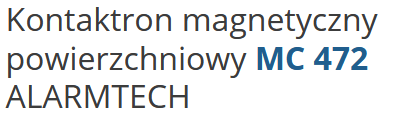 Kontaktron magnetyczny
powierzchniowy MC 472
ALARMTECH